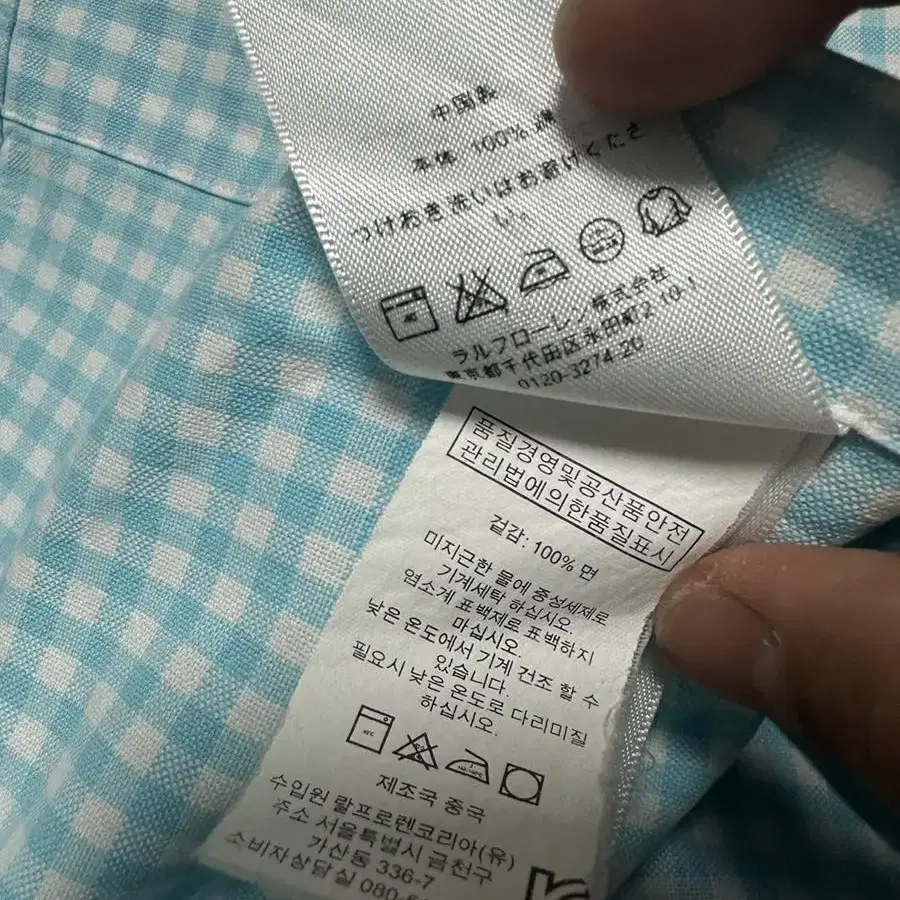 中国製
本体 100% 綿
つけおき洗いはお避けくださ
い。
40
ラルフローレン株式会社
東京都千代田区永田町2-10-1
0120-3274-20
품질경영및공산품안전
관리법에의한품질표시
겉감: 100% 면
미지근한 물에 중성세제로
기계세탁 하십시오.
염소계 표백제로 표백하지
마십시오.
낮은 온도에서 기계 건조 할 수
있습니다.
필요시 낮은 온도로 다리미질
하십시오.
제조국 중국
수입원 랄프로렌코리아(유)
주소 서울특별시 금천구
가산동 336-7
소비자상담실 080-5